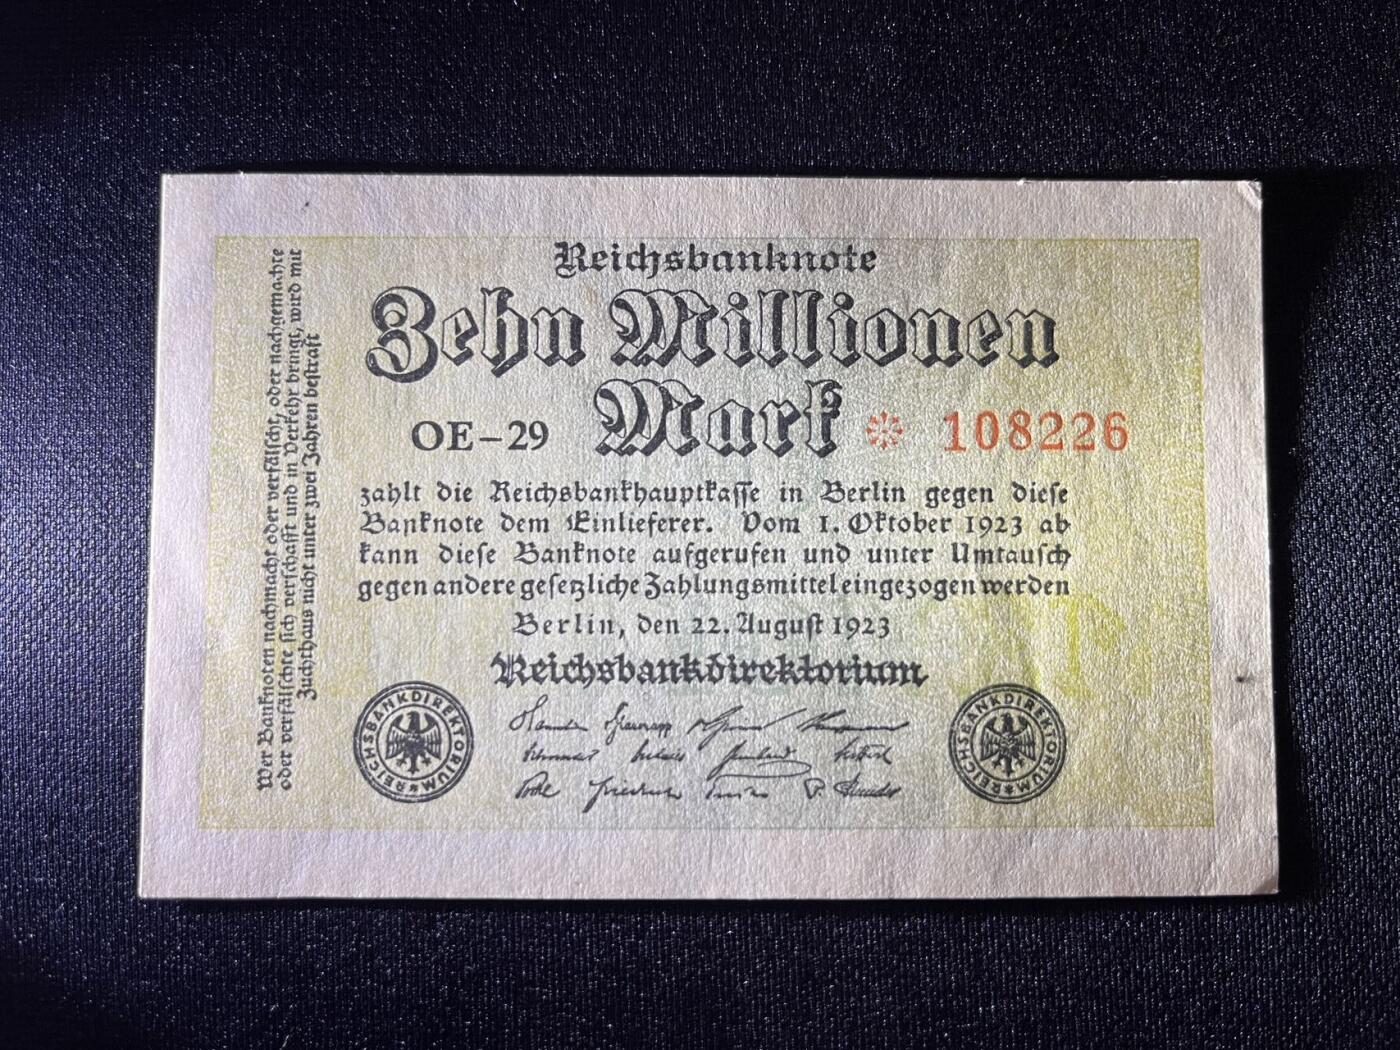 Reichsbanknote
Zehn Millionen
Mark
OE-29
* 108226
zahlt die Reichsbankhauptkasse in Berlin gegen diese
Banknote dem Einlieferer. Vom 1. Oktober 1923 ab
kann diese Banknote aufgerufen und unter Umtausch
gegen andere gesetzliche Zahlungsmittel eingezogen werden
Berlin, den 22. August 1923
Reichsbankdirektorium
REICHSBANKDIREKTORIUM
REICHSBANKDIREKTORIUM
Wer Banknoten nachmacht oder verfälscht, oder nachgemachte
oder verfälschte sich verschafft und in Verkehr bringt, wird mit
Zuchthaus nicht unter zwei Jahren bestraft